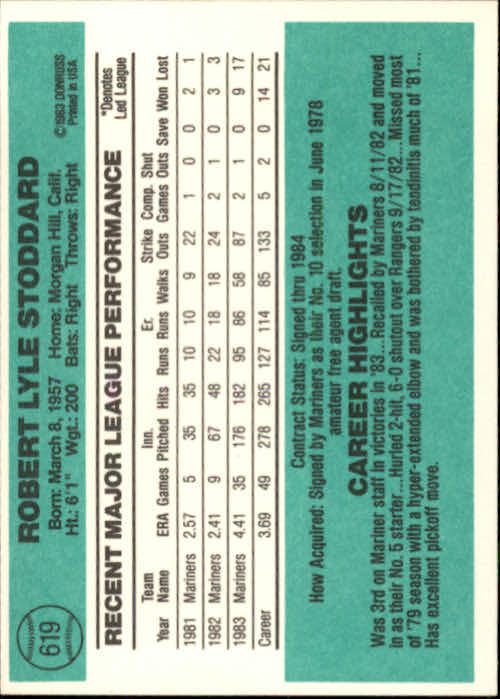 619
ROBERT LYLE STODDARD
Born: March 8, 1957 Home: Morgan Hill, Calif.
Ht.: 6'1" Wgt.: 200 Bats: Right Throws: Right
©1983 DONRUSS
Printed in USA
RECENT MAJOR LEAGUE PERFORMANCE
*Denotes
Led League
Team Inn. Er. Strike Comp. Shut
Year Name ERA Games Pitched Hits Runs Runs Walks Outs Games Outs Save Won Lost
1981 Mariners 2.57 5 35 35 10 10 9 22 1 0 0 2 1
1982 Mariners 2.41 9 67 48 22 18 18 24 2 1 0 3 3
1983 Mariners 4.41 35 176 182 95 86 58 87 2 1 0 9 17
Career 3.69 49 278 265 127 114 85 133 5 2 0 14 21
Contract Status: Signed thru 1984
How Acquired: Signed by Mariners as their No. 10 selection in June 1978
amateur free agent draft.
CAREER HIGHLIGHTS
Was 3rd on Mariner staff in victories in '83...Recalled by Mariners 8/11/82 and moved
in as their No. 5 starter...Hurled 2-hit, 6-0 shutout over Rangers 9/17/82...Missed most
of '79 season with a hyper-extended elbow and was bothered by tendinitis much of '81...
Has excellent pickoff move.